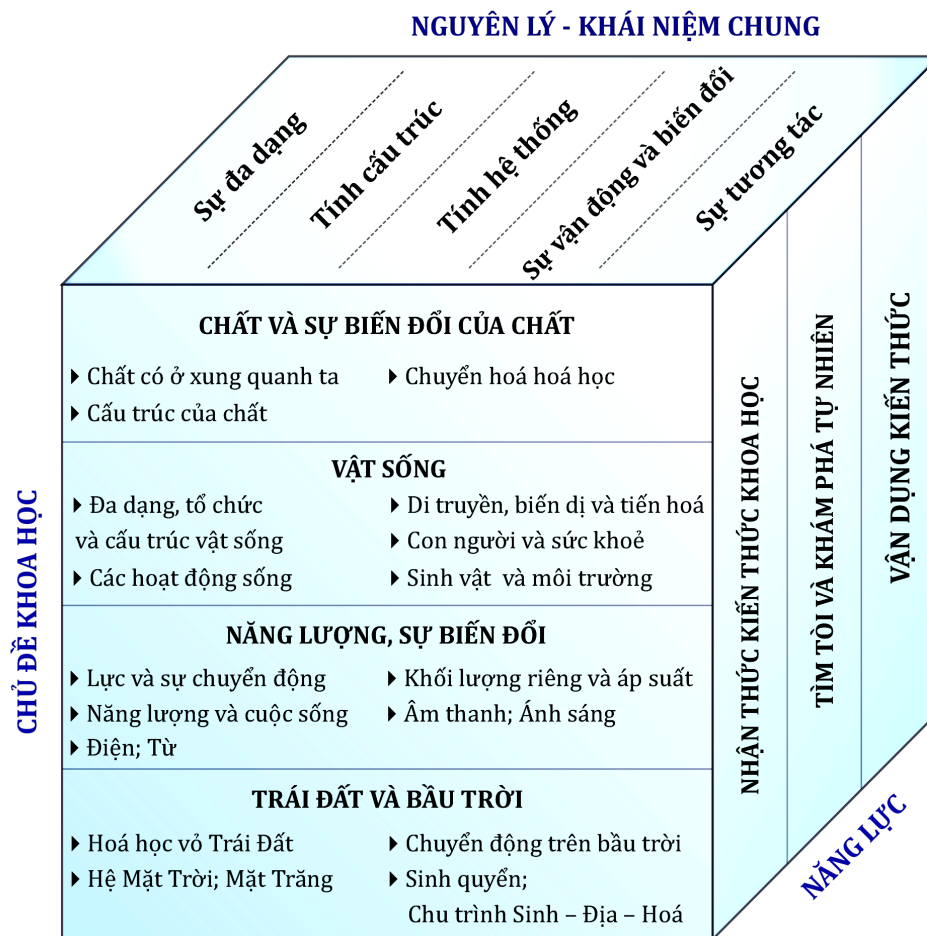 NGUYÊN LÝ - KHÁI NIỆM CHUNG
Sự đa dạng
Tính cấu trúc
Tính hệ thống
Sự vận động và biến đổi
Sự tương tác
CHỦ ĐỀ KHOA HỌC
CHẤT VÀ SỰ BIẾN ĐỔI CỦA CHẤT
Chất có ở xung quanh ta
Cấu trúc của chất
Chuyển hoá hoá học
VẬT SỐNG
Đa dạng, tổ chức
và cấu trúc vật sống
Các hoạt động sống
Di truyền, biến dị và tiến hoá
Con người và sức khoẻ
Sinh vật và môi trường
NĂNG LƯỢNG, SỰ BIẾN ĐỔI
Lực và sự chuyển động
Năng lượng và cuộc sống
Điện; Từ
Khối lượng riêng và áp suất
Âm thanh; Ánh sáng
TRÁI ĐẤT VÀ BẦU TRỜI
Hoá học vỏ Trái Đất
Hệ Mặt Trời; Mặt Trăng
Chuyển động trên bầu trời
Sinh quyển;
Chu trình Sinh – Địa – Hoá
NHẬN THỨC KIẾN THỨC KHOA HỌC
TÌM TÒI VÀ KHÁM PHÁ TỰ NHIÊN
VẬN DỤNG KIẾN THỨC
NĂNG LỰC